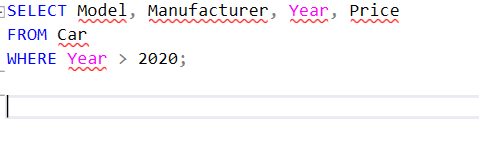 SELECT Model, Manufacturer, Year, Price
FROM Car
WHERE Year > 2020;